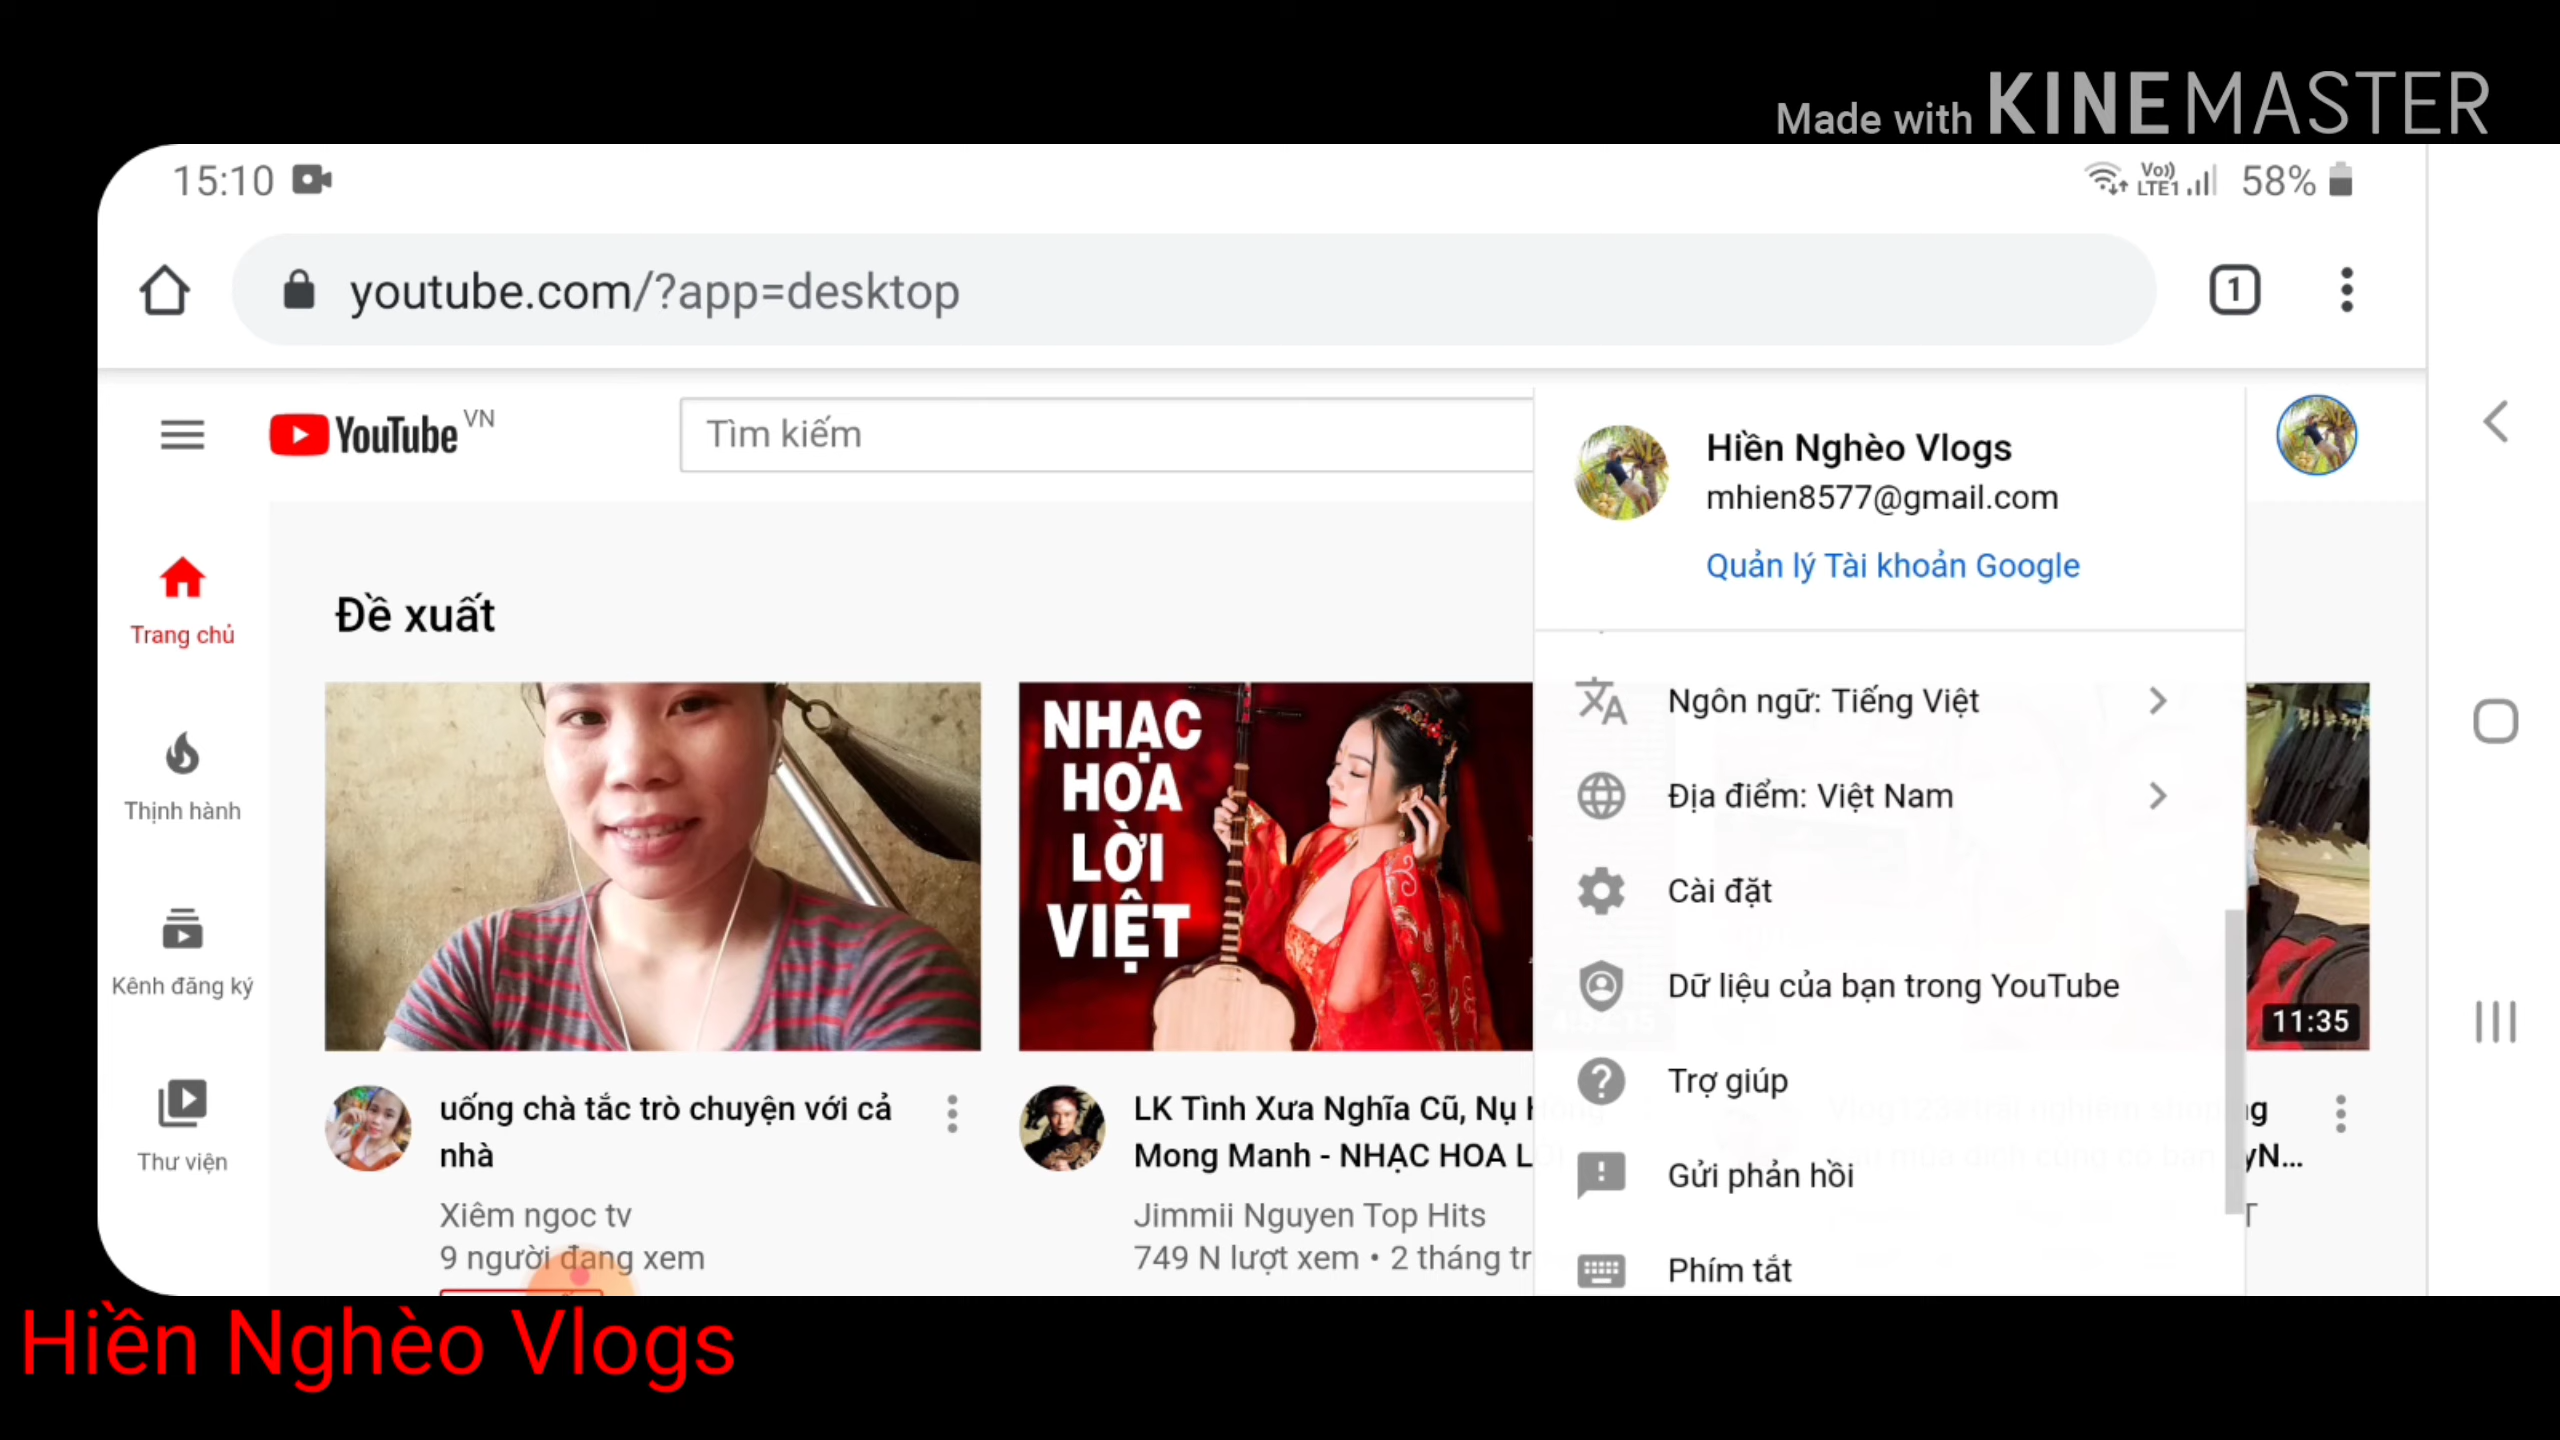 Made with KINEMASTER
15:10
Vo)) LTE1 58%
youtube.com/?app=desktop
1
YouTube VN
Tìm kiếm
Hiền Nghèo Vlogs
mhien8577@gmail.com
Quản lý Tài khoản Google
Trang chủ
Thịnh hành
Kênh đăng ký
Thư viện
Đề xuất
NHẠC
HOA
LỜI
VIỆT
Ngôn ngữ: Tiếng Việt
Địa điểm: Việt Nam
Cài đặt
Dữ liệu của bạn trong YouTube
Trợ giúp
Gửi phản hồi
Phím tắt
11:35
uống chà tắc trò chuyện với cả
nhà
Xiêm ngoc tv
9 người đang xem
LK Tình Xưa Nghĩa Cũ, Nụ H
Mong Manh - NHẠC HOA L
Jimmii Nguyen Top Hits
749 N lượt xem • 2 tháng tr
yN...
Hiền Nghèo Vlogs